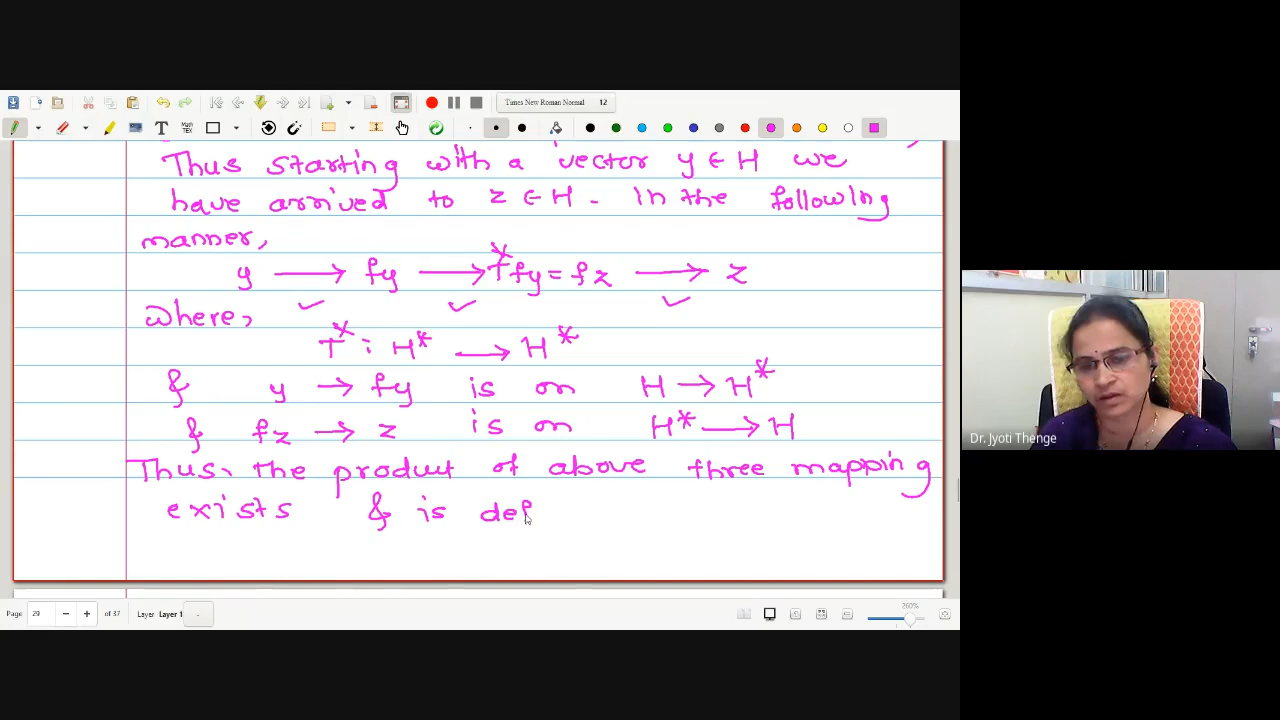 Times New Roman Normal 12
Thus starting with a vector y ∈ H we
have arrived to z ∈ H. in the following
manner,
y → fy → T* fy = fz → z
where,
T* : H* → H*
& y → fy is on H → H*
& fz → z is on H* → H
Thus, the product of above three mapping
exists & is def
Dr. Jyoti Thenge
Page 29 of 37 Layer Layer 1 260%